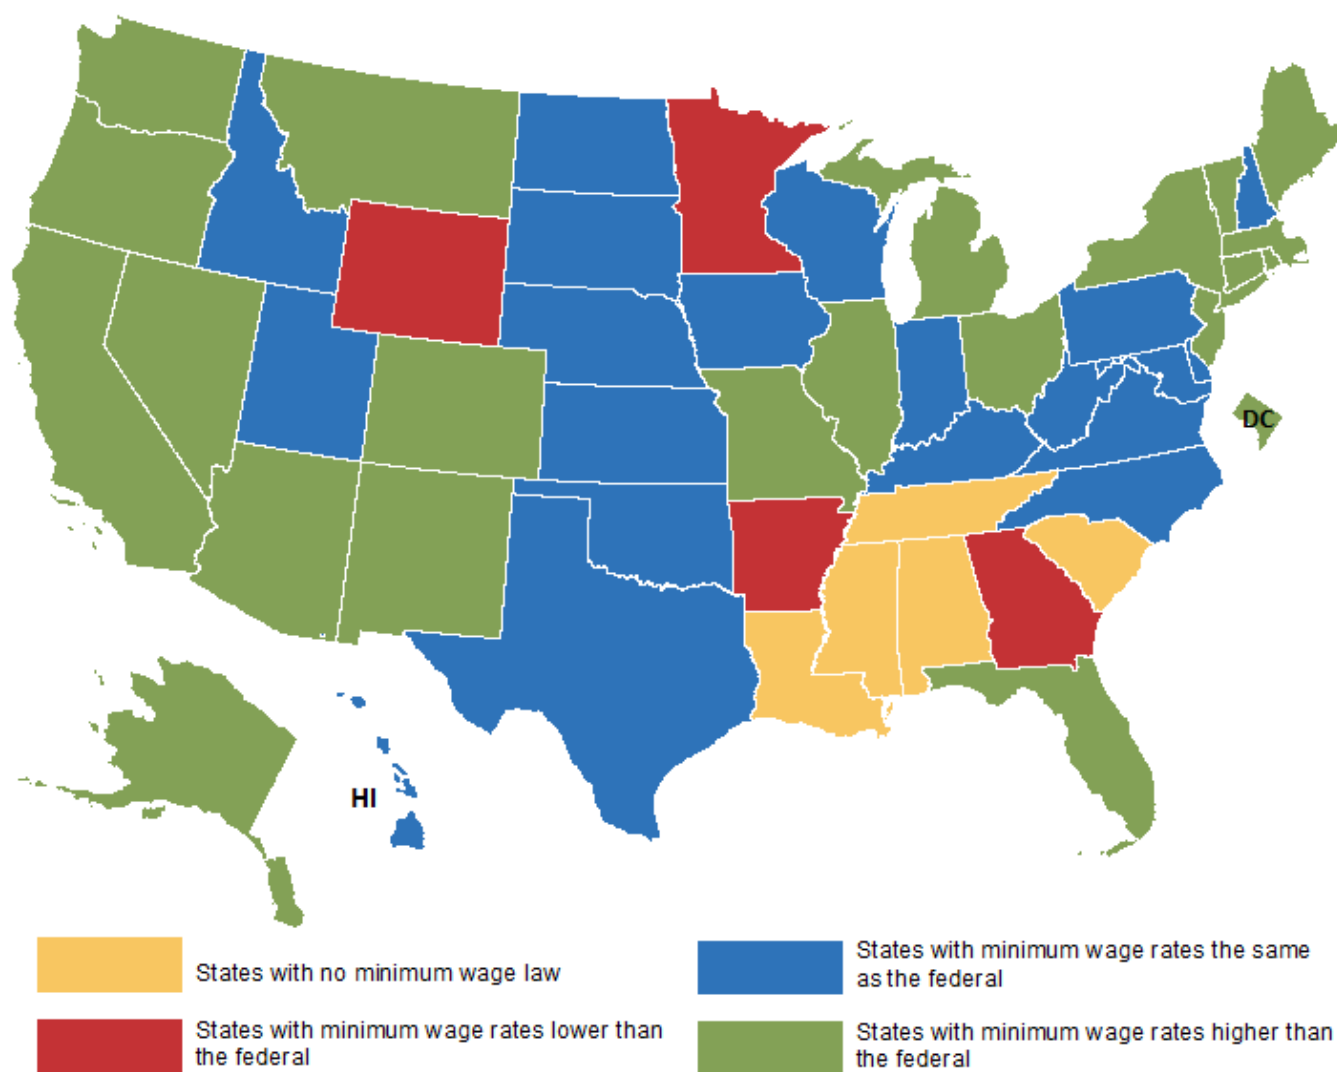 DC
HI
States with no minimum wage law
States with minimum wage rates the same
as the federal
States with minimum wage rates lower than
the federal
States with minimum wage rates higher than
the federal